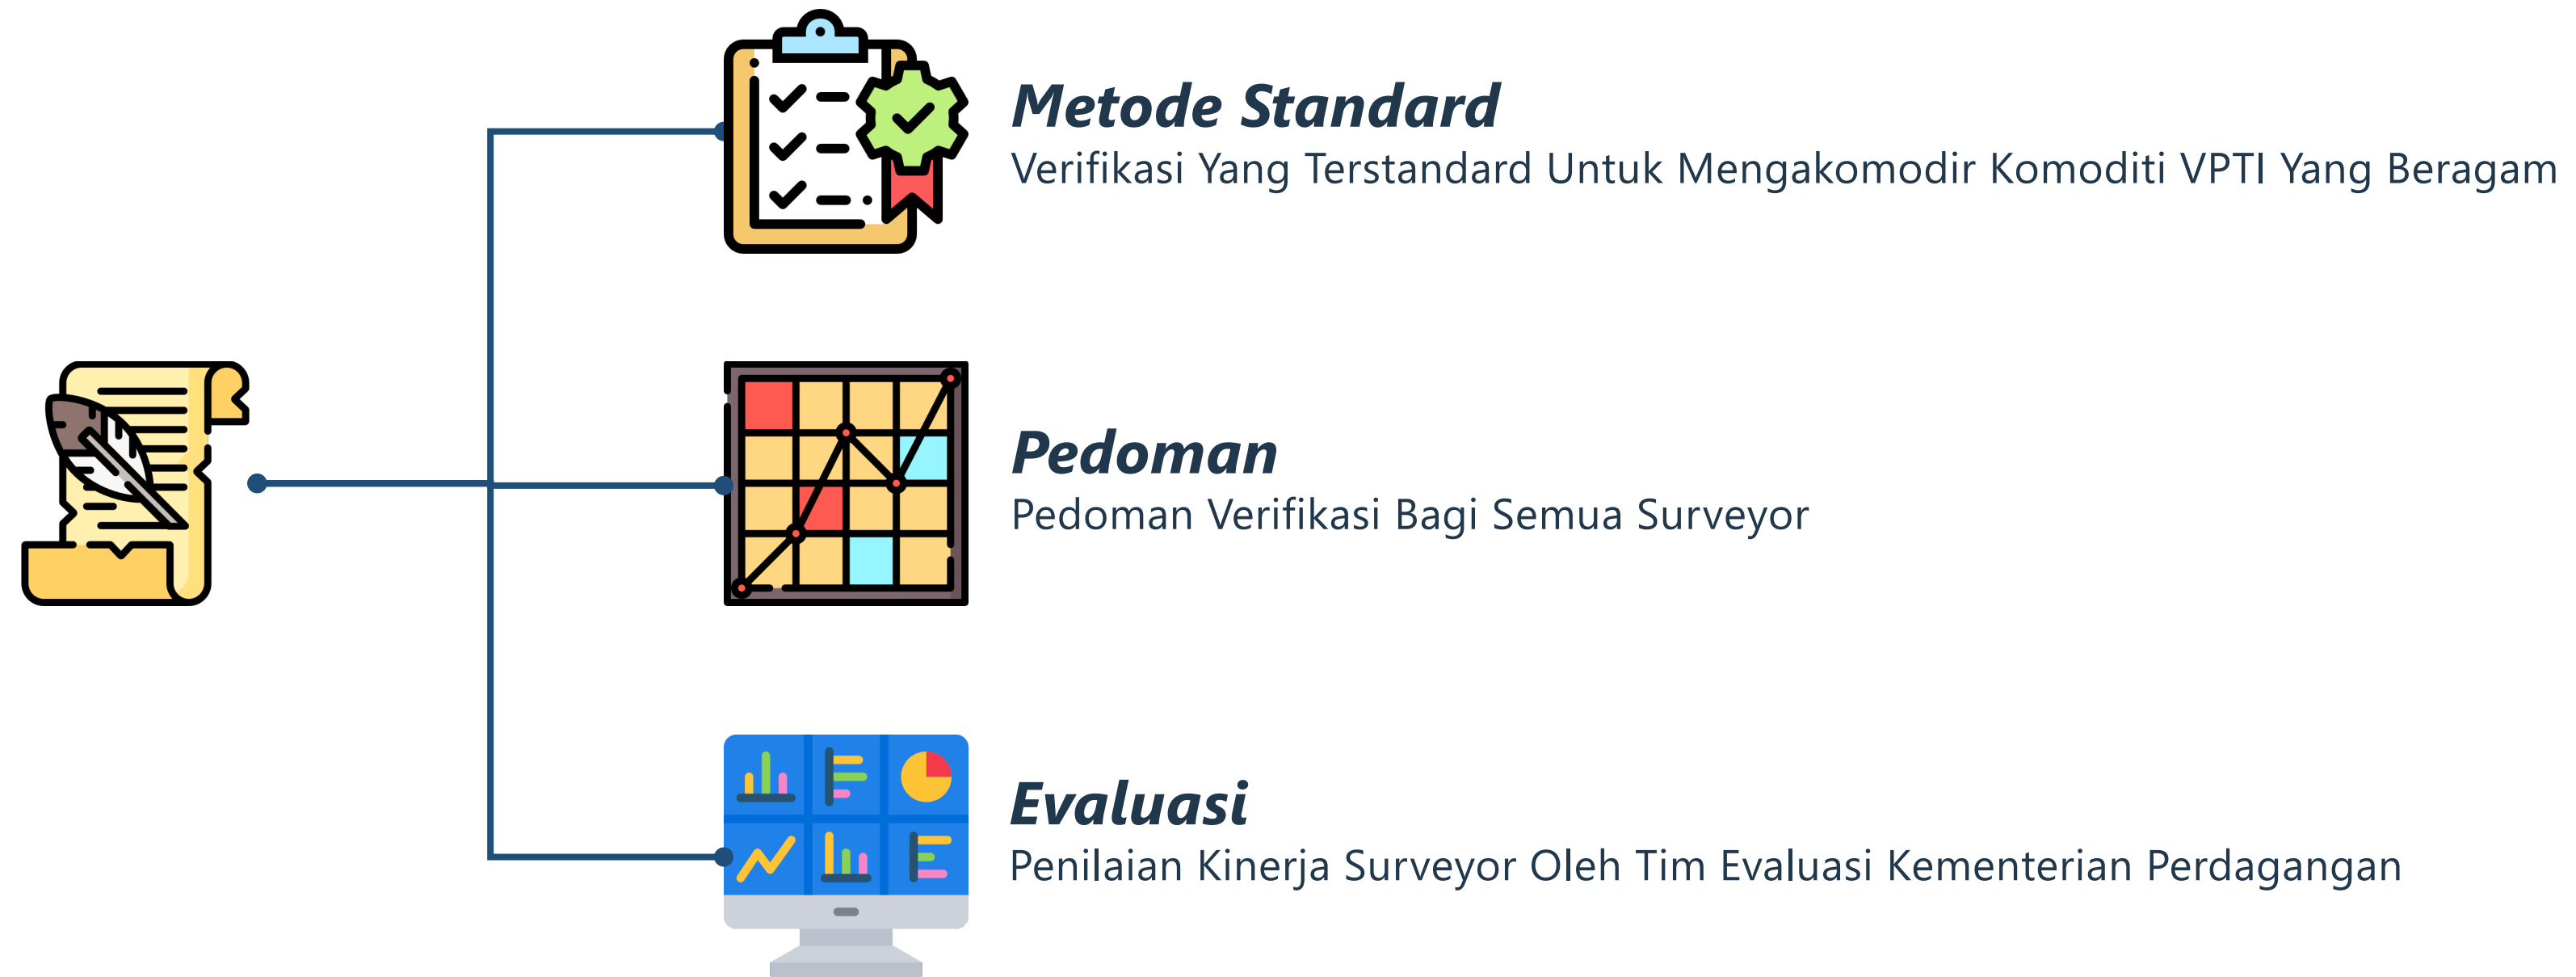 Metode Standard
Verifikasi Yang Terstandard Untuk Mengakomodir Komoditi VPTI Yang Beragam
Pedoman
Pedoman Verifikasi Bagi Semua Surveyor
Evaluasi
Penilaian Kinerja Surveyor Oleh Tim Evaluasi Kementerian Perdagangan